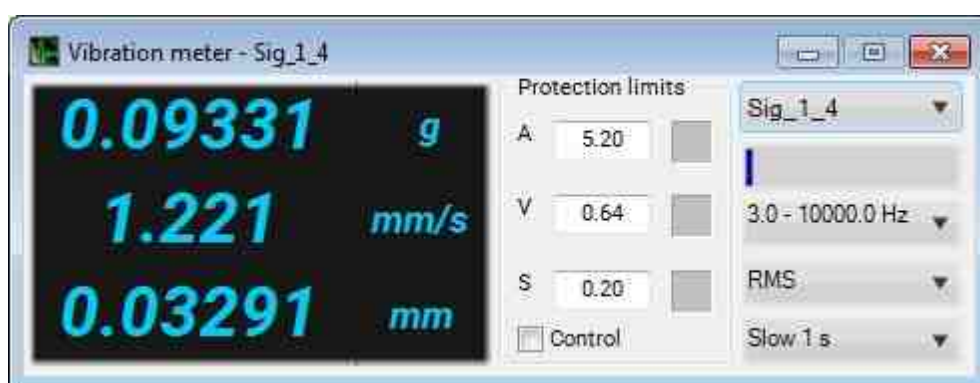 Vibration meter - Sig_1_4
0.09331 g
1.221 mm/s
0.03291 mm
Protection limits
A 5.20
V 0.64
S 0.20
Control
Sig_1_4
3.0 - 10000.0 Hz
RMS
Slow 1 s